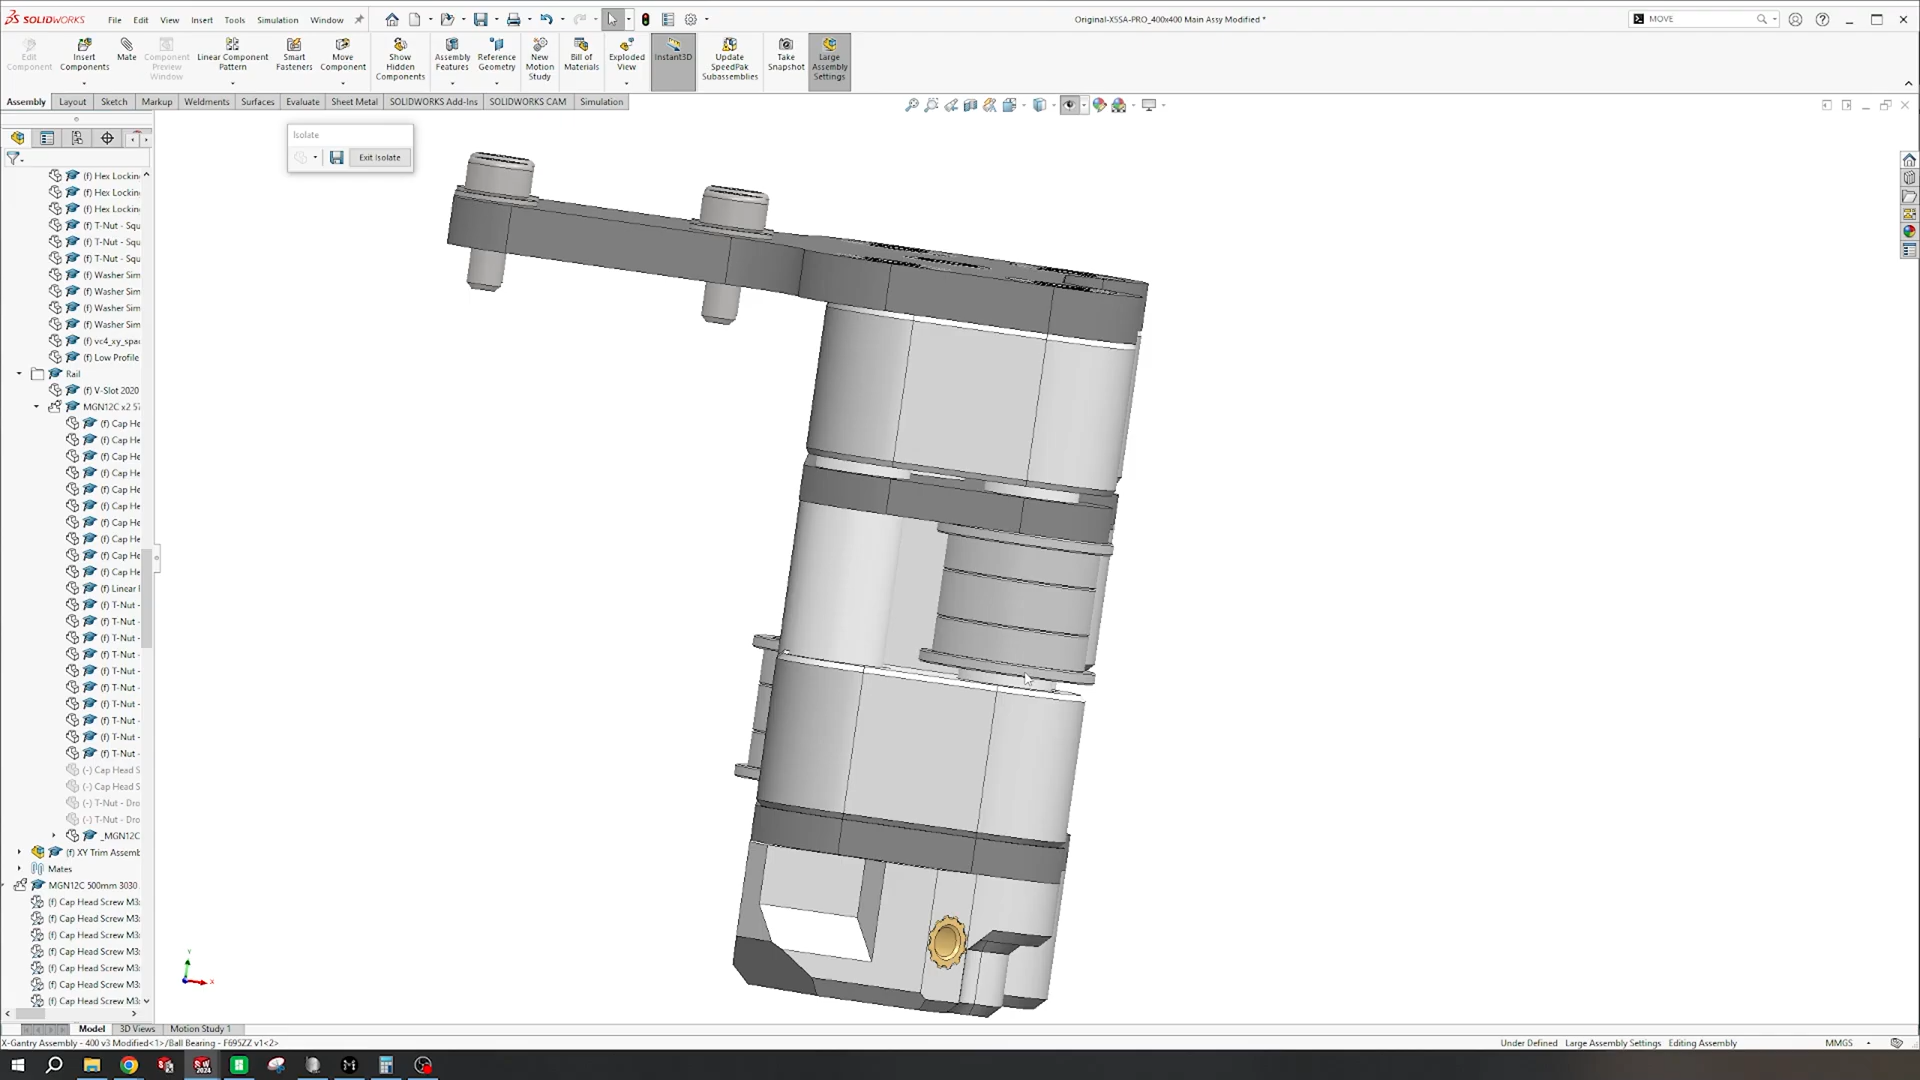 SOLIDWORKS
File
Edit
View
Insert
Tools
Simulation
Window
Original-X5SA-PRO_400x400 Main Assy Modified *
MOVE
Edit Component
Insert Components
Mate
Component Preview Window
Linear Component Pattern
Smart Fasteners
Move Component
Show Hidden Components
Assembly Features
Reference Geometry
New Motion Study
Bill of Materials
Exploded View
Instant3D
Update SpeedPak Subassemblies
Take Snapshot
Large Assembly Settings
Assembly
Layout
Sketch
Markup
Weldments
Surfaces
Evaluate
Sheet Metal
SOLIDWORKS Add-Ins
SOLIDWORKS CAM
Simulation
Isolate
Exit Isolate
(f) Hex Lockin
(f) Hex Lockin
(f) Hex Lockin
(f) T-Nut - Squ
(f) T-Nut - Squ
(f) T-Nut - Squ
(f) Washer Sim
(f) Washer Sim
(f) Washer Sim
(f) Washer Sim
(f) vc4_xy_spa
(f) Low Profile
Rail
(f) V-Slot 2020
MGN12C x2 57
(f) Cap He
(f) Cap He
(f) Cap He
(f) Cap He
(f) Cap He
(f) Cap He
(f) Cap He
(f) Cap He
(f) Cap He
(f) Cap He
(f) Linear
(f) T-Nut -
(f) T-Nut -
(f) T-Nut -
(f) T-Nut -
(f) T-Nut -
(f) T-Nut -
(f) T-Nut -
(f) T-Nut -
(f) T-Nut -
(f) T-Nut -
(-) Cap Head S
(-) Cap Head S
(-) T-Nut - Dro
(-) T-Nut - Dro
_MGN12C
(f) XY Trim Assemb
Mates
MGN12C 500mm 3030
(f) Cap Head Screw M3
(f) Cap Head Screw M3
(f) Cap Head Screw M3
(f) Cap Head Screw M3
(f) Cap Head Screw M3
(f) Cap Head Screw M3
(f) Cap Head Screw M3
Y
X
Model
3D Views
Motion Study 1
X-Gantry Assembly - 400 v3 Modified<1>/Ball Bearing - F695ZZ v1<2>
Under Defined
Large Assembly Settings
Editing Assembly
MMGS
SW
2024